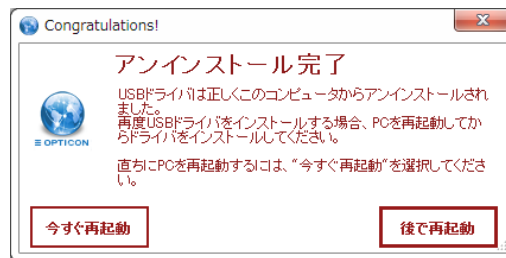 Congratulations!
アンインストール完了
USBドライバは正しくこのコンピュータからアンインストールされ
ました。
再度USBドライバをインストールする場合、PCを再起動してか
らドライバをインストールしてください。
直ちにPCを再起動するには、"今すぐ再起動"を選択してくださ
い。
OPTICON
今すぐ再起動
後で再起動